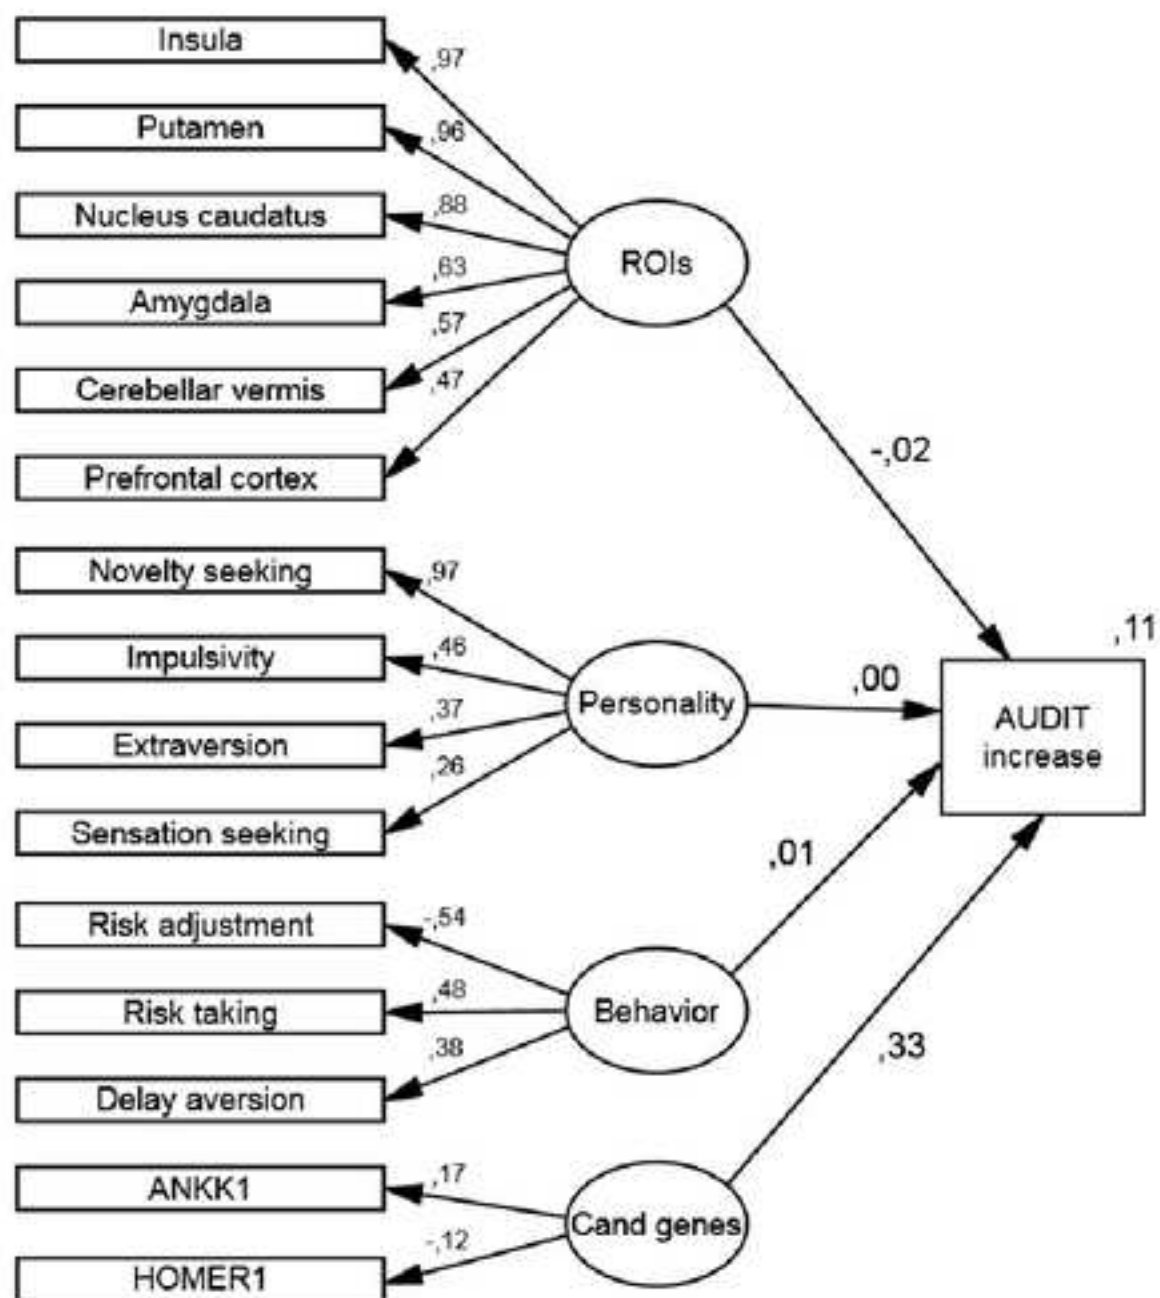 Insula
,97
Putamen
,96
Nucleus caudatus
,88
ROIs
Amygdala
,63
Cerebellar vermis
,57
Prefrontal cortex
,47
-,02
Novelty seeking
,97
Impulsivity
,46
Extraversion
,37
Personality
,00
,11
AUDIT
increase
Sensation seeking
,26
,01
Risk adjustment
-,54
Risk taking
,48
Behavior
,33
Delay aversion
,38
ANKK1
,17
Cand genes
HOMER1
-,12